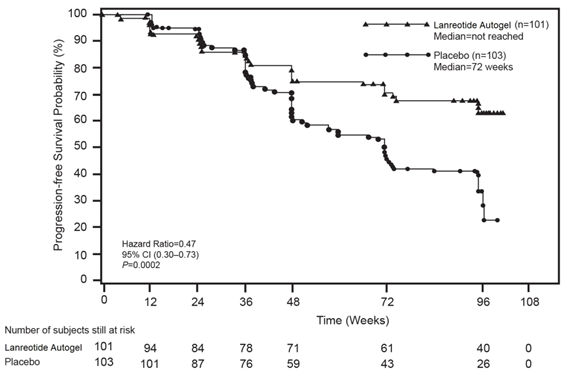 Lanreotide Autogel (n=101)
Median=not reached
Placebo (n=103)
Median=72 weeks
Progression-free Survival Probability (%)
100
90
80
70
60
50
40
30
20
10
0
Hazard Ratio=0.47
95% CI (0.30–0.73)
P=0.0002
0 12 24 36 48 72 96 108
Time (Weeks)
Number of subjects still at risk
Lanreotide Autogel 101 94 84 78 71 61 40 0
Placebo 103 101 87 76 59 43 26 0